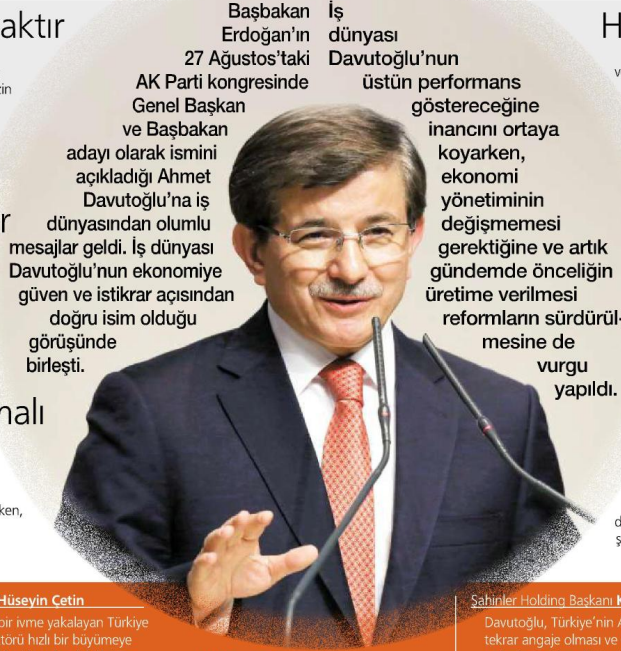 aktır
zin
r
malı
ken,
Başbakan
Erdoğan’ın
27 Ağustos’taki
AK Parti kongresinde
Genel Başkan
ve Başbakan
adayı olarak ismini
açıkladığı Ahmet
Davutoğlu’na iş
dünyasından olumlu
mesajlar geldi. İş dünyası
Davutoğlu’nun ekonomiye
güven ve istikrar açısından
doğru isim olduğu
görüşünde
birleşti.
İş
dünyası
Davutoğlu’nun
üstün performans
göstereceğine
inancını ortaya
koyarken,
ekonomi
yönetiminin
değişmemesi
gerektiğine ve artık
gündemde önceliğin
üretime verilmesi
reformların sürdürül-
mesine de
vurgu
yapıldı.
H
v
d
ş
Hüseyin Çetin
bir ivme yakalayan Türkiye
törü hızlı bir büyümeye
Şahinler Holding Başkanı K
Davutoğlu, Türkiye’nin A
tekrar angaje olması ve